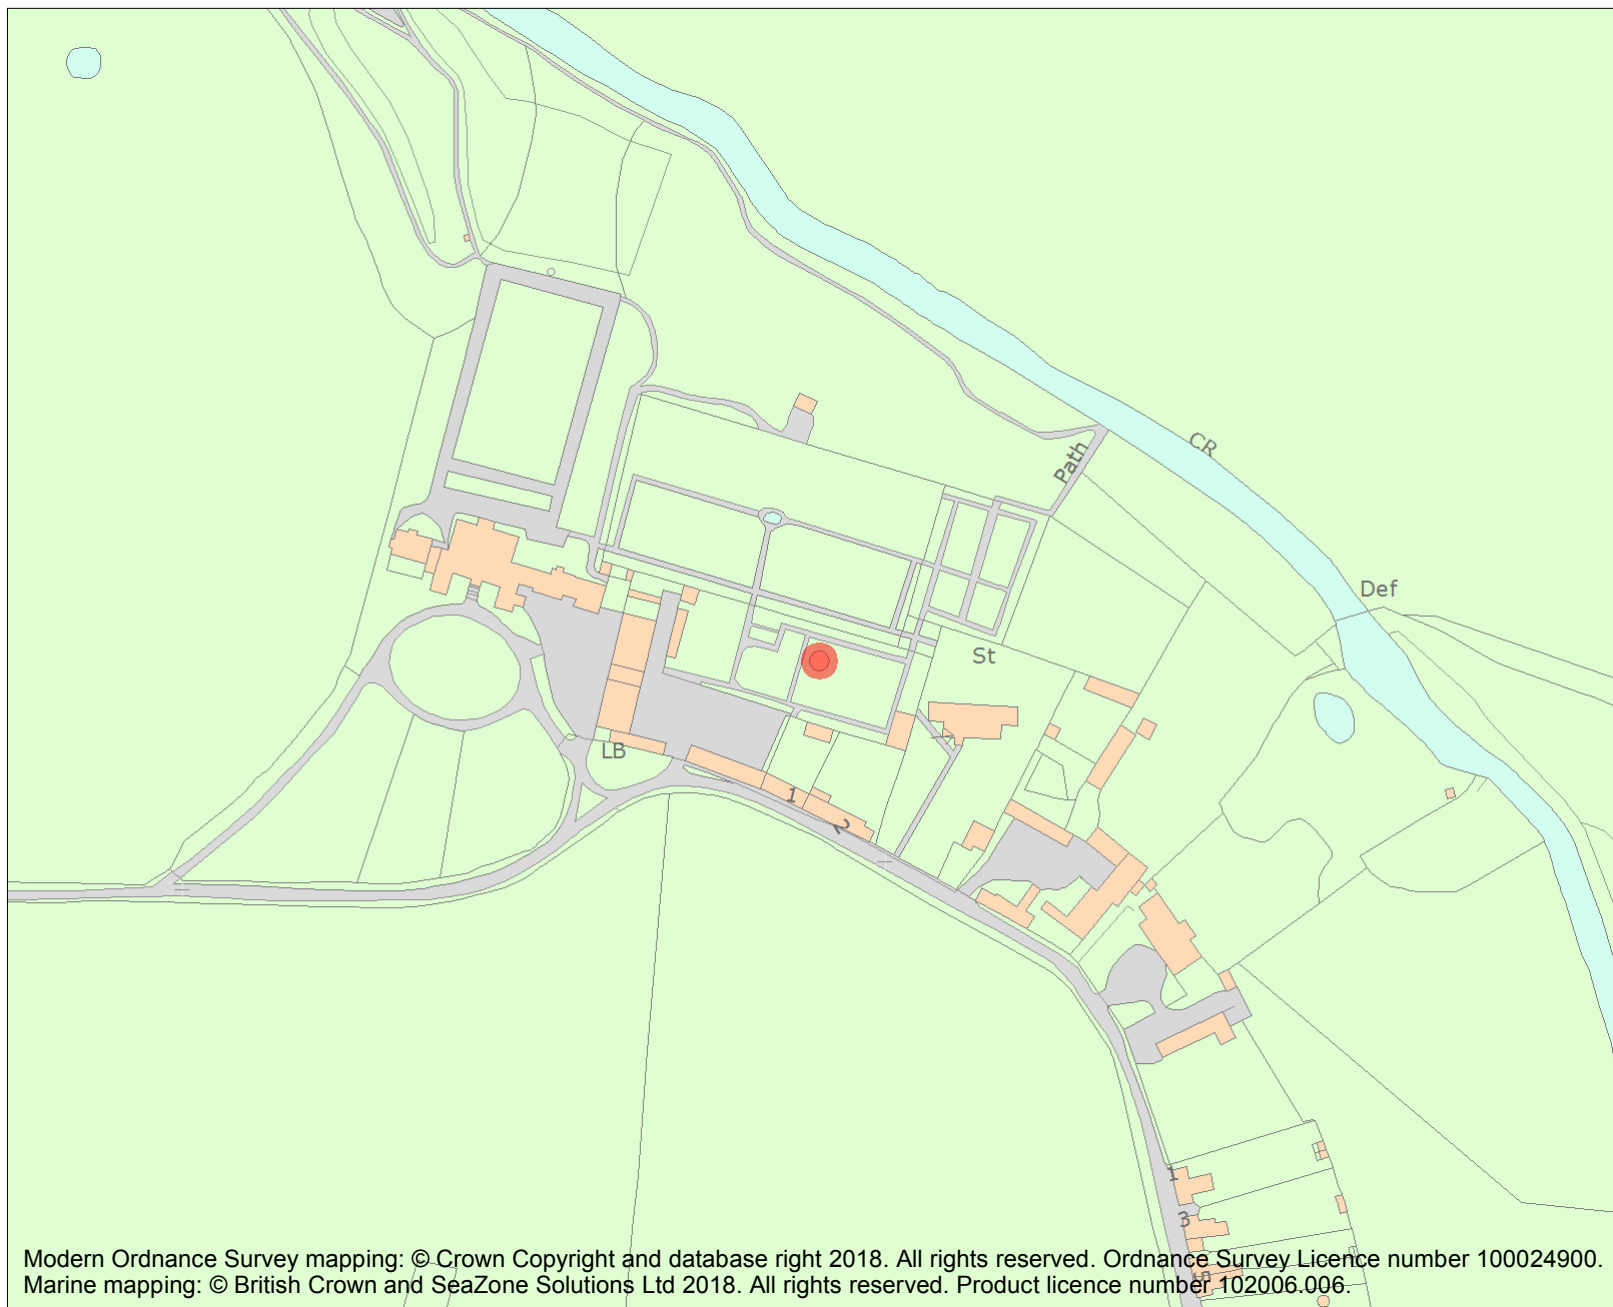 CR
Path
Def
St
LB
1
2
1
3
5
Modern Ordnance Survey mapping: © Crown Copyright and database right 2018. All rights reserved. Ordnance Survey Licence number 100024900.
Marine mapping: © British Crown and SeaZone Solutions Ltd 2018. All rights reserved. Product licence number 102006.006.